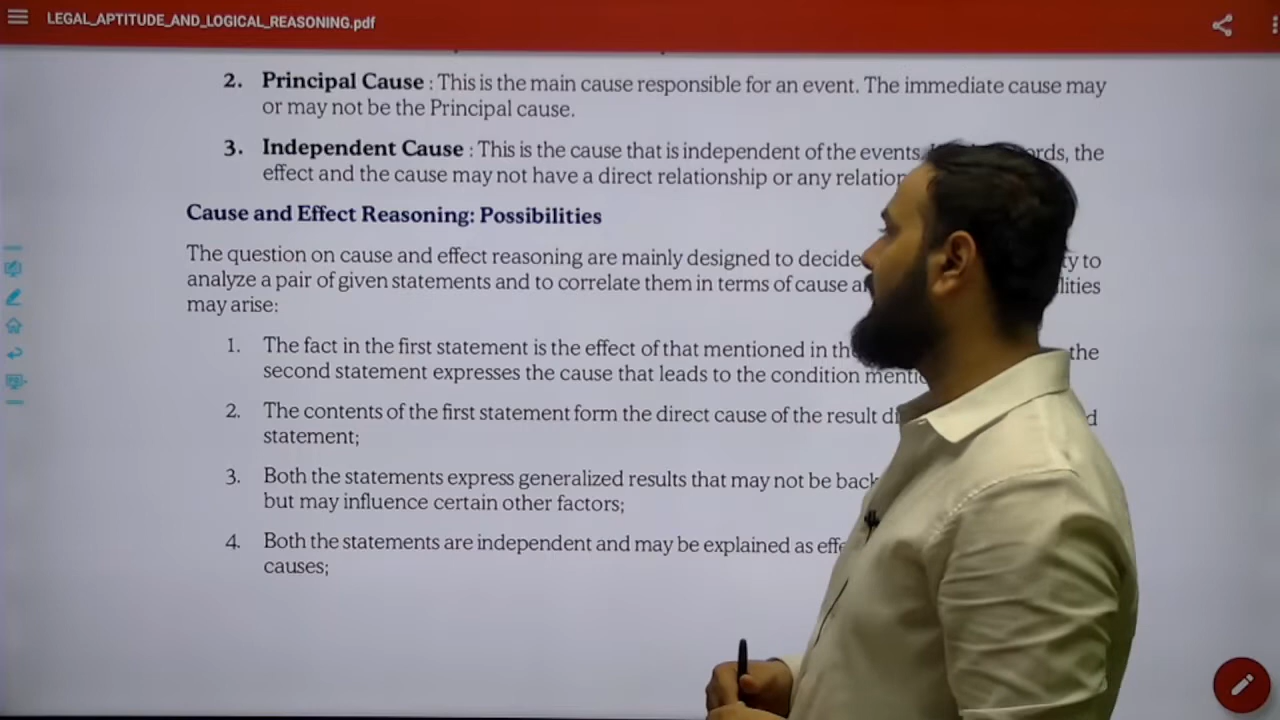 LEGAL_APTITUDE_AND_LOGICAL_REASONING.pdf
2. Principal Cause : This is the main cause responsible for an event. The immediate cause may
or may not be the Principal cause.
3. Independent Cause : This is the cause that is independent of the events. the
effect and the cause may not have a direct relationship or any
Cause and Effect Reasoning: Possibilities
The question on cause and effect reasoning are mainly designed to decide to
analyze a pair of given statements and to correlate them in terms of cause
may arise:
1. The fact in the first statement is the effect of that mentioned in the
second statement expresses the cause that leads to the condition
2. The contents of the first statement form the direct cause of the result
statement;
3. Both the statements express generalized results that may not be
but may influence certain other factors;
4. Both the statements are independent and may be explained as
causes;